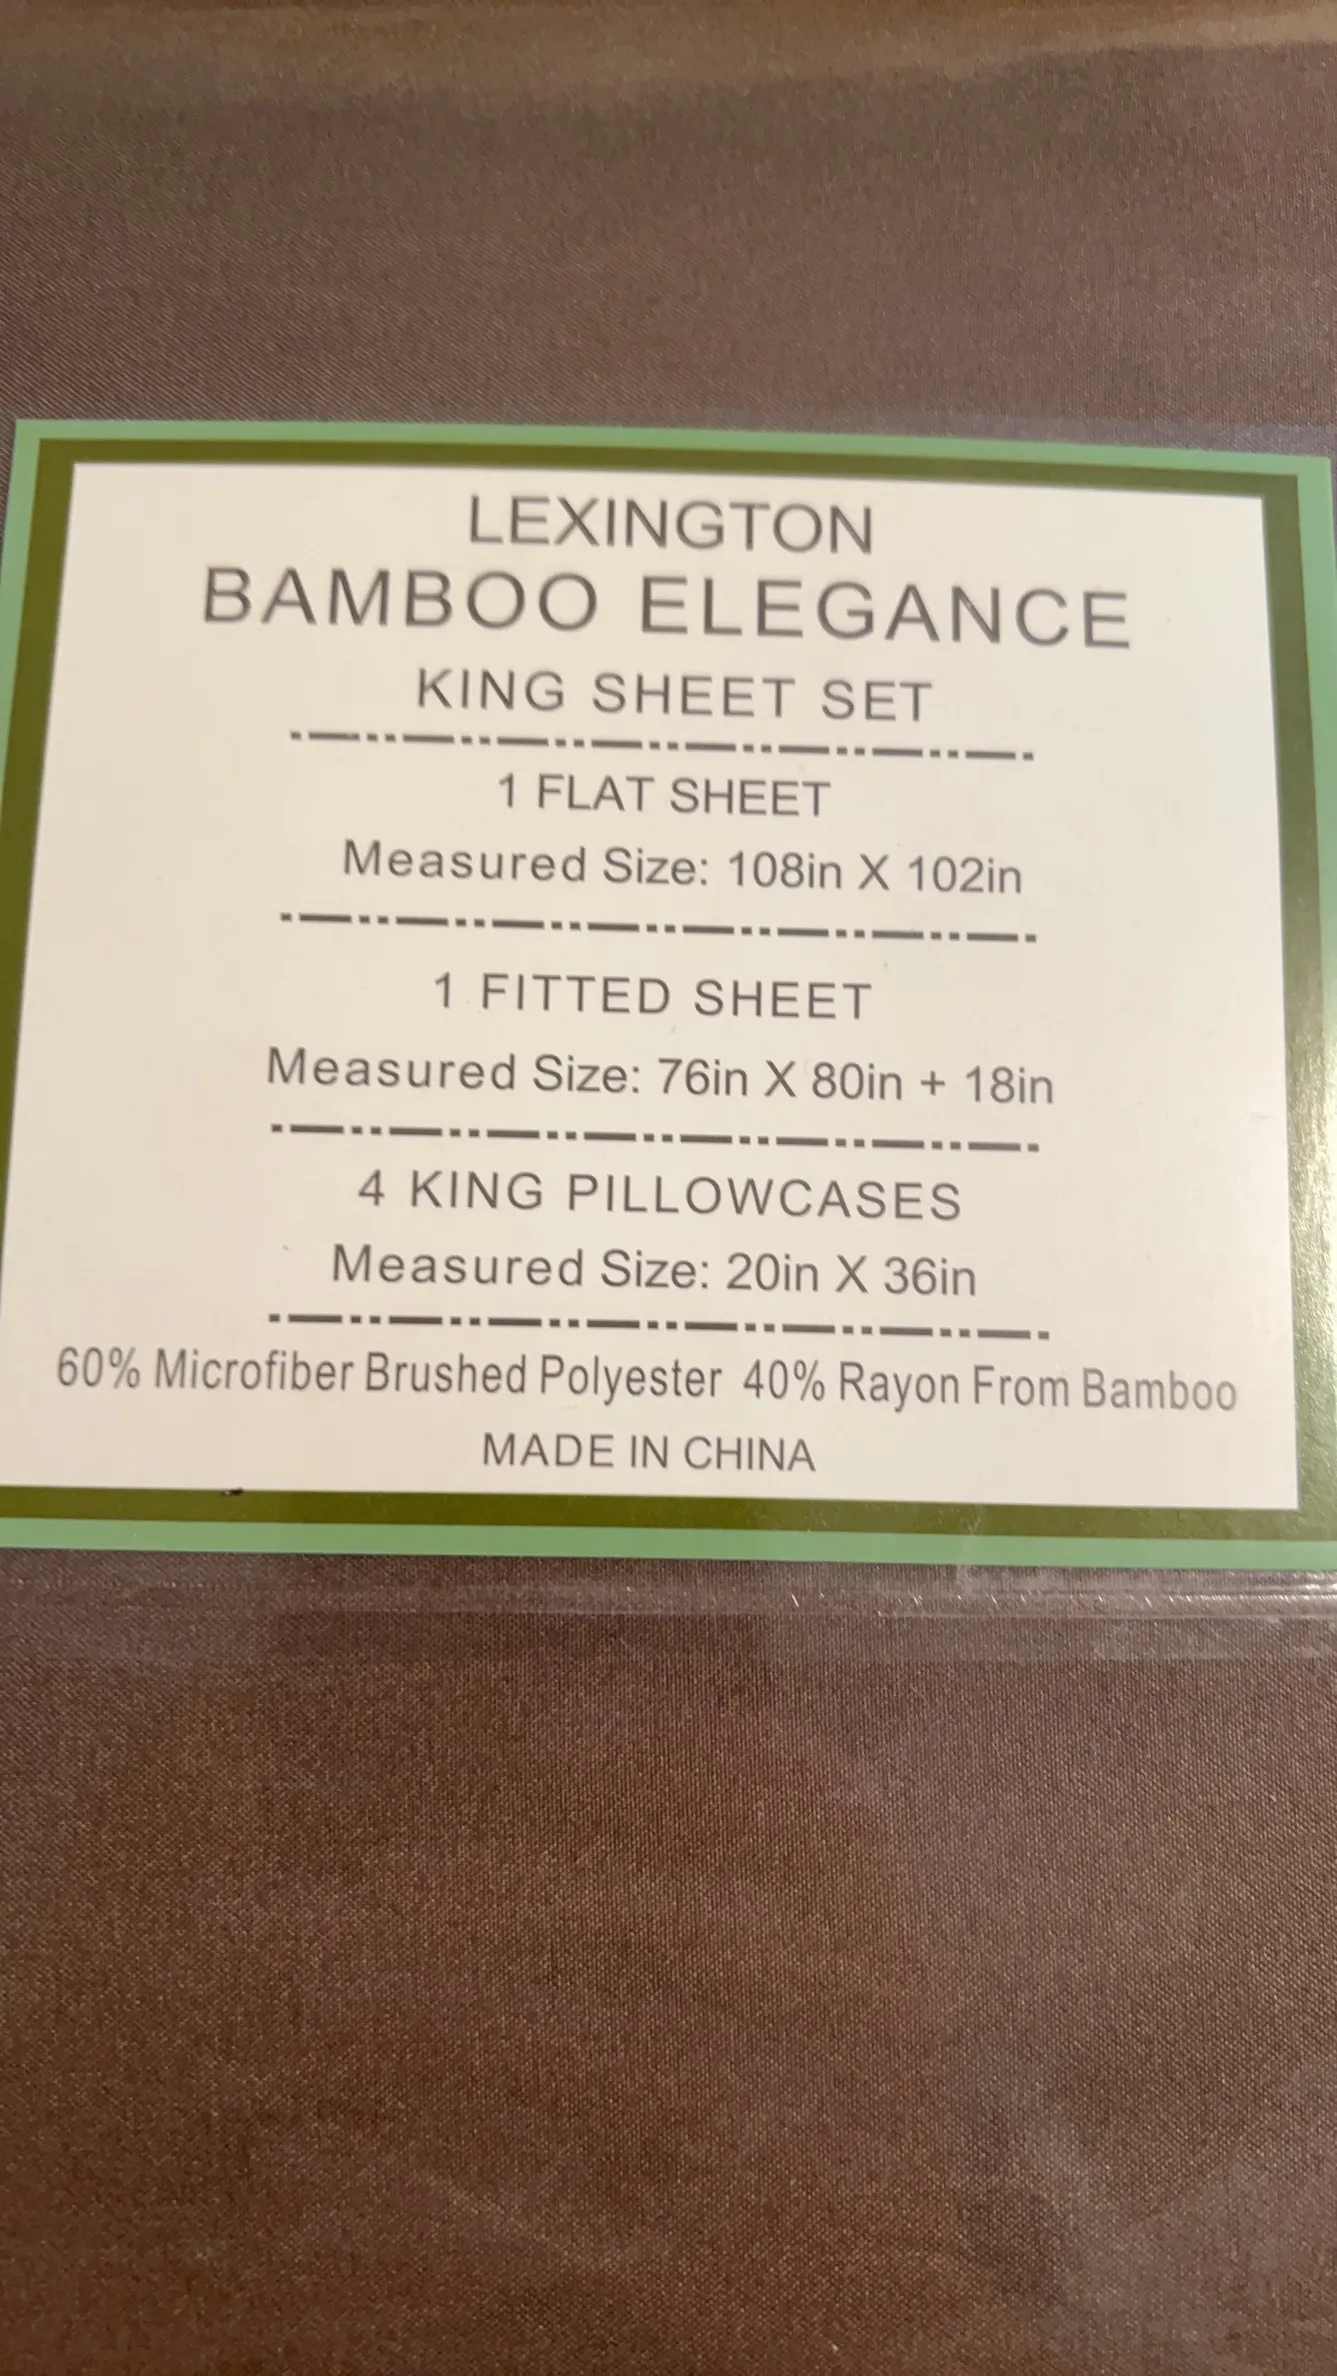 LEXINGTON
BAMBOO ELEGANCE
KING SHEET SET
1 FLAT SHEET
Measured Size: 108in X 102in
1 FITTED SHEET
Measured Size: 76in X 80in + 18in
4 KING PILLOWCASES
Measured Size: 20in X 36in
60% Microfiber Brushed Polyester 40% Rayon From Bamboo
MADE IN CHINA